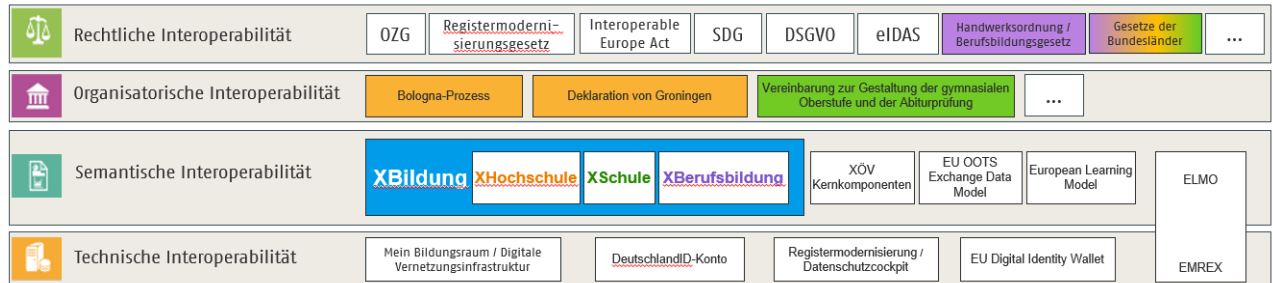 Rechtliche Interoperabilität
OZG
Registermoderni-
sierungsgesetz
Interoperable
Europe Act
SDG
DSGVO
eIDAS
Handwerksordnung /
Berufsbildungsgesetz
Gesetze der
Bundesländer
...
Organisatorische Interoperabilität
Bologna-Prozess
Deklaration von Groningen
Vereinbarung zur Gestaltung der gymnasialen
Oberstufe und der Abiturprüfung
...
Semantische Interoperabilität
XBildung
XHochschule
XSchule
XBerufsbildung
XÖV
Kernkomponenten
EU OOTS
Exchange Data
Model
European Learning
Model
ELMO
Technische Interoperabilität
Mein Bildungsraum / Digitale
Vernetzungsinfrastruktur
DeutschlandID-Konto
Registermodernisierung /
Datenschutzcockpit
EU Digital Identity Wallet
EMREX